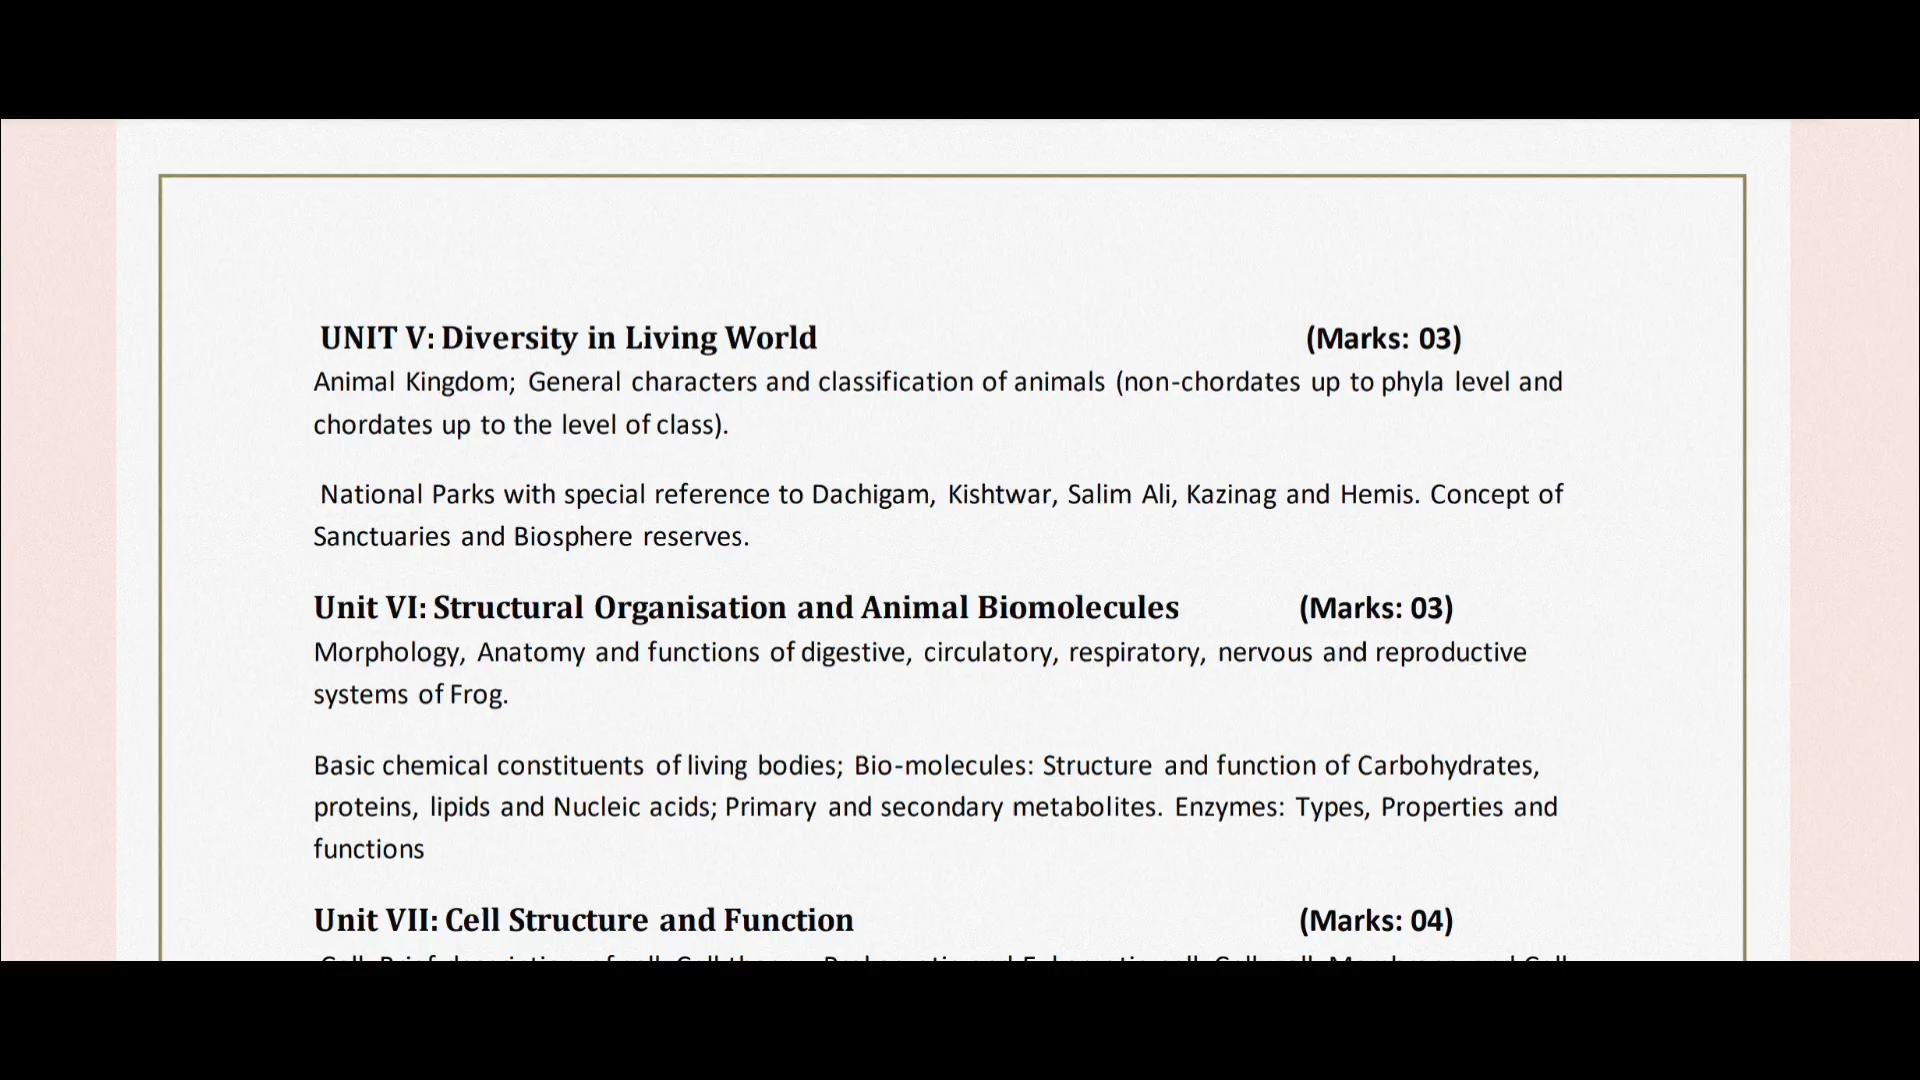 UNIT V: Diversity in Living World (Marks: 03)
Animal Kingdom; General characters and classification of animals (non-chordates up to phyla level and
chordates up to the level of class).
National Parks with special reference to Dachigam, Kishtwar, Salim Ali, Kazinag and Hemis. Concept of
Sanctuaries and Biosphere reserves.
Unit VI: Structural Organisation and Animal Biomolecules (Marks: 03)
Morphology, Anatomy and functions of digestive, circulatory, respiratory, nervous and reproductive
systems of Frog.
Basic chemical constituents of living bodies; Bio-molecules: Structure and function of Carbohydrates,
proteins, lipids and Nucleic acids; Primary and secondary metabolites. Enzymes: Types, Properties and
functions
Unit VII: Cell Structure and Function (Marks: 04)